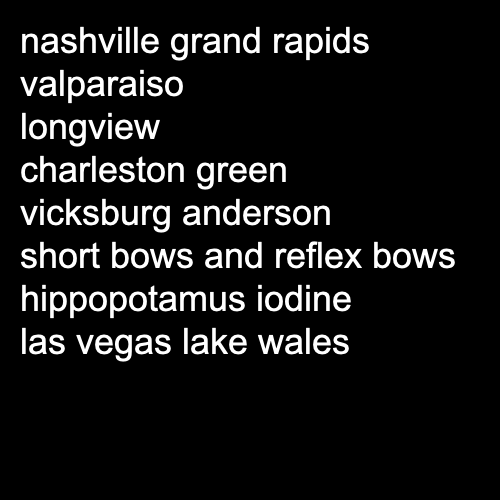 nashville grand rapids
valparaiso
longview
charleston green
vicksburg anderson
short bows and reflex bows
hippopotamus iodine
las vegas lake wales